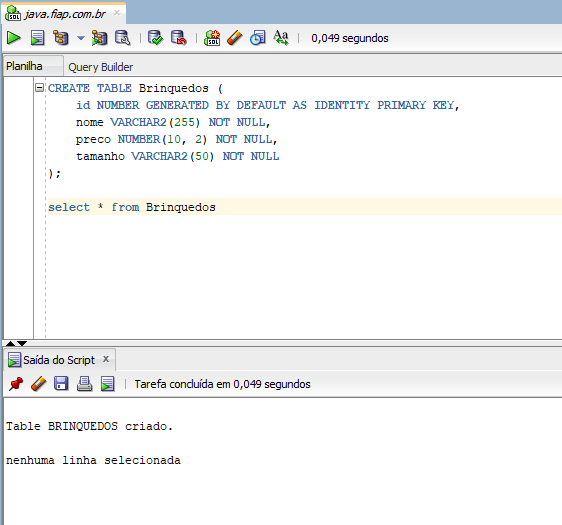 java.fiap.com.br
0,049 segundos
Planilha Query Builder
CREATE TABLE Brinquedos (
id NUMBER GENERATED BY DEFAULT AS IDENTITY PRIMARY KEY,
nome VARCHAR2(255) NOT NULL,
preco NUMBER(10, 2) NOT NULL,
tamanho VARCHAR2(50) NOT NULL
);
select * from Brinquedos
Saída do Script x
Tarefa concluída em 0,049 segundos
Table BRINQUEDOS criado.
nenhuma linha selecionada